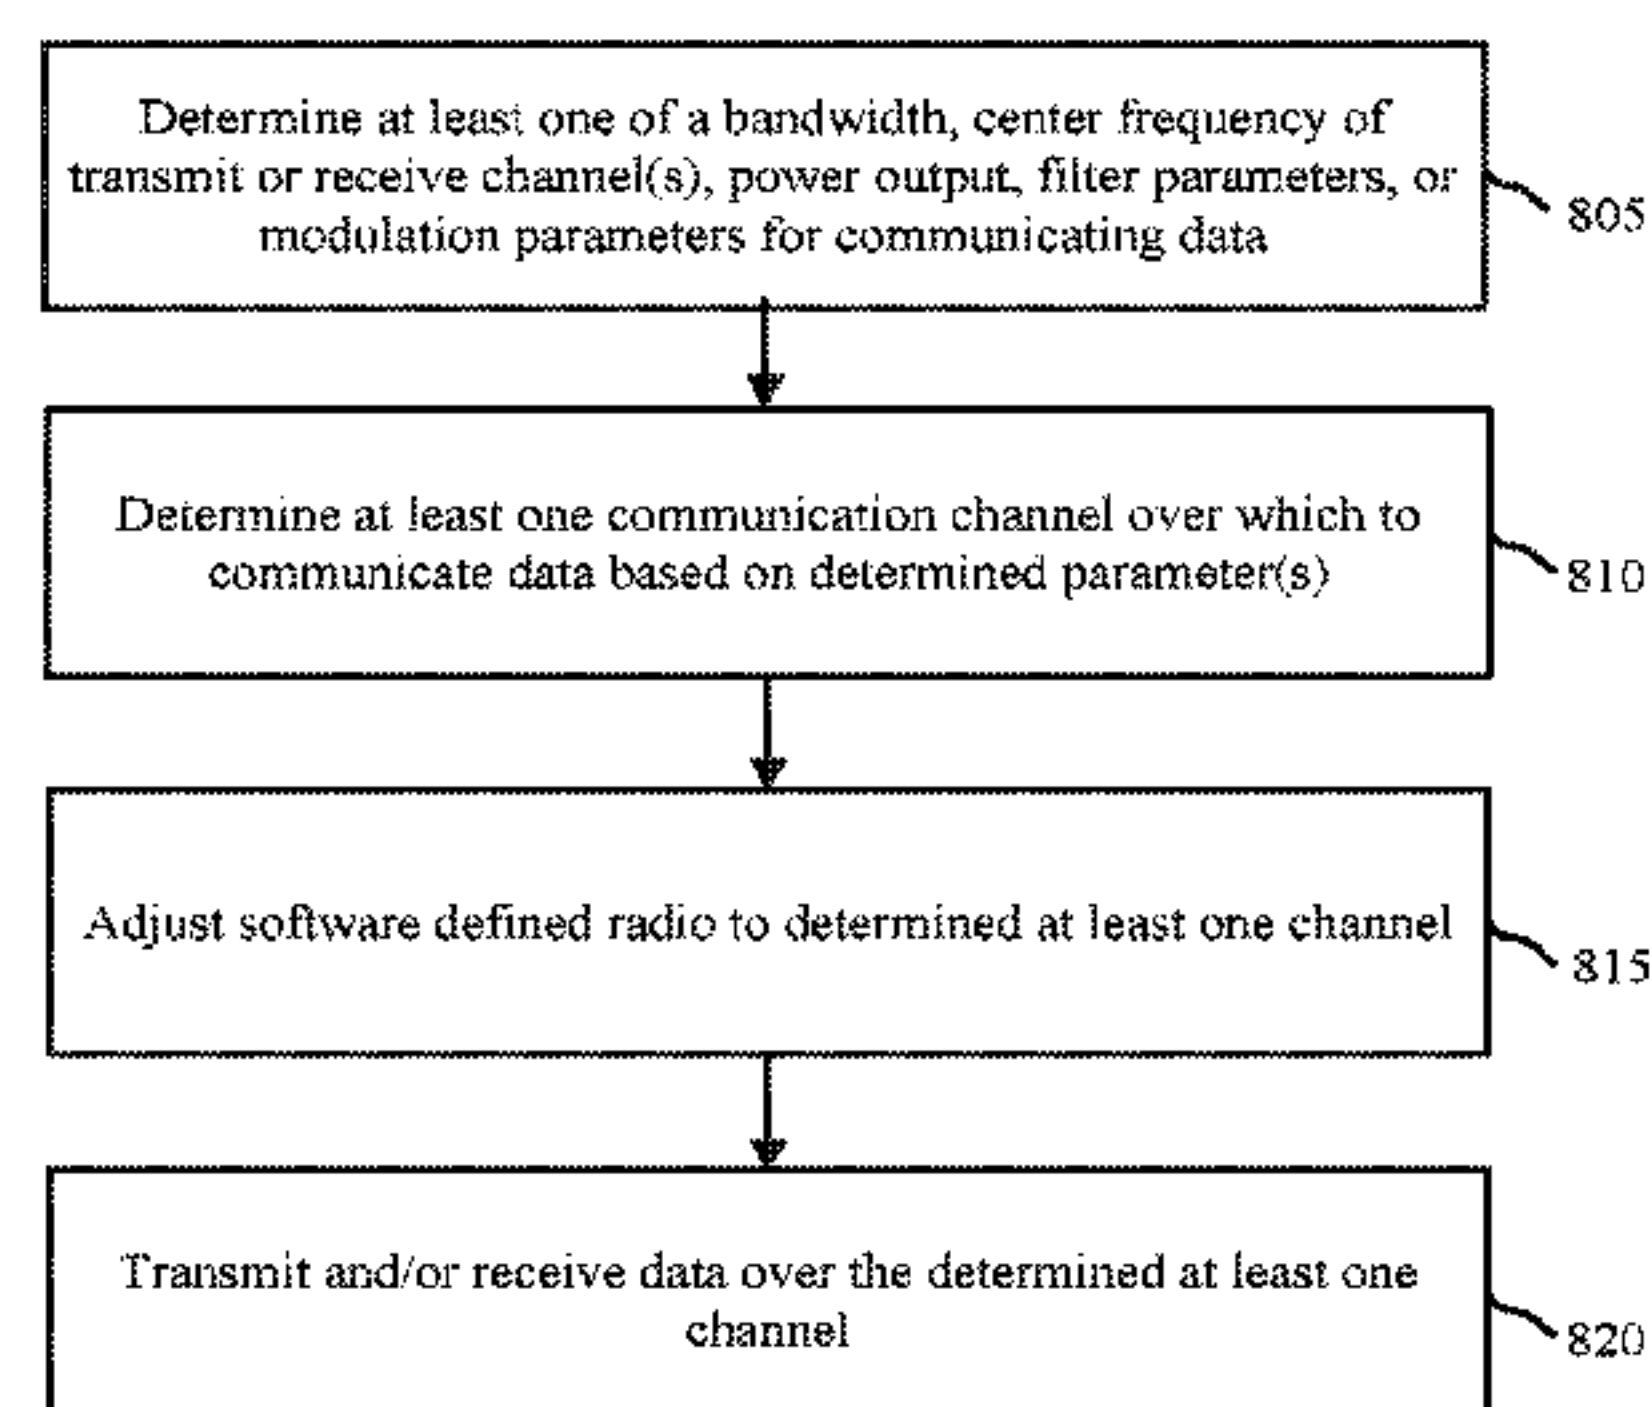 Determine at least one of a bandwidth, center frequency of
transmit or receive channel(s), power output, filter parameters, or
modulation parameters for communicating data
805
Determine at least one communication channel over which to
communicate data based on determined parameter(s)
810
Adjust software defined radio to determined at least one channel
815
Transmit and/or receive data over the determined at least one
channel
820